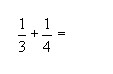 1/3 + 1/4 =